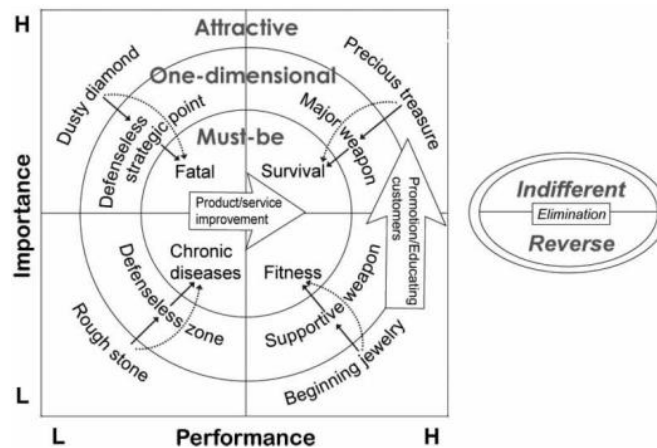 H
Attractive
One-dimensional
Must-be
Dusty diamond
Defenseless
strategic point
Fatal
Precious treasure
Major weapon
Survival
Importance
Product/service
improvement
Promotion/Educating
customers
Indifferent
Elimination
Reverse
Chronic
diseases
Defenseless zone
Rough stone
Fitness
Supportive weapon
Beginning jewelry
L
L
Performance
H